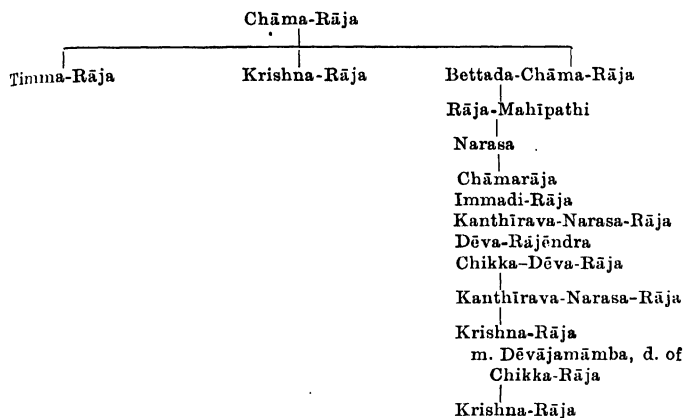 Chāma-Rāja
Timma-Rāja Krishna-Rāja Bettada-Chāma-Rāja
Rāja-Mahīpathi
Narasa
Chāmarāja
Immadi-Rāja
Kanthīrava-Narasa-Rāja
Dēva-Rājēndra
Chikka-Dēva-Rāja
Kanthīrava-Narasa-Rāja
Krishna-Rāja
m. Dēvājamāmba, d. of
Chikka-Rāja
Krishna-Rāja